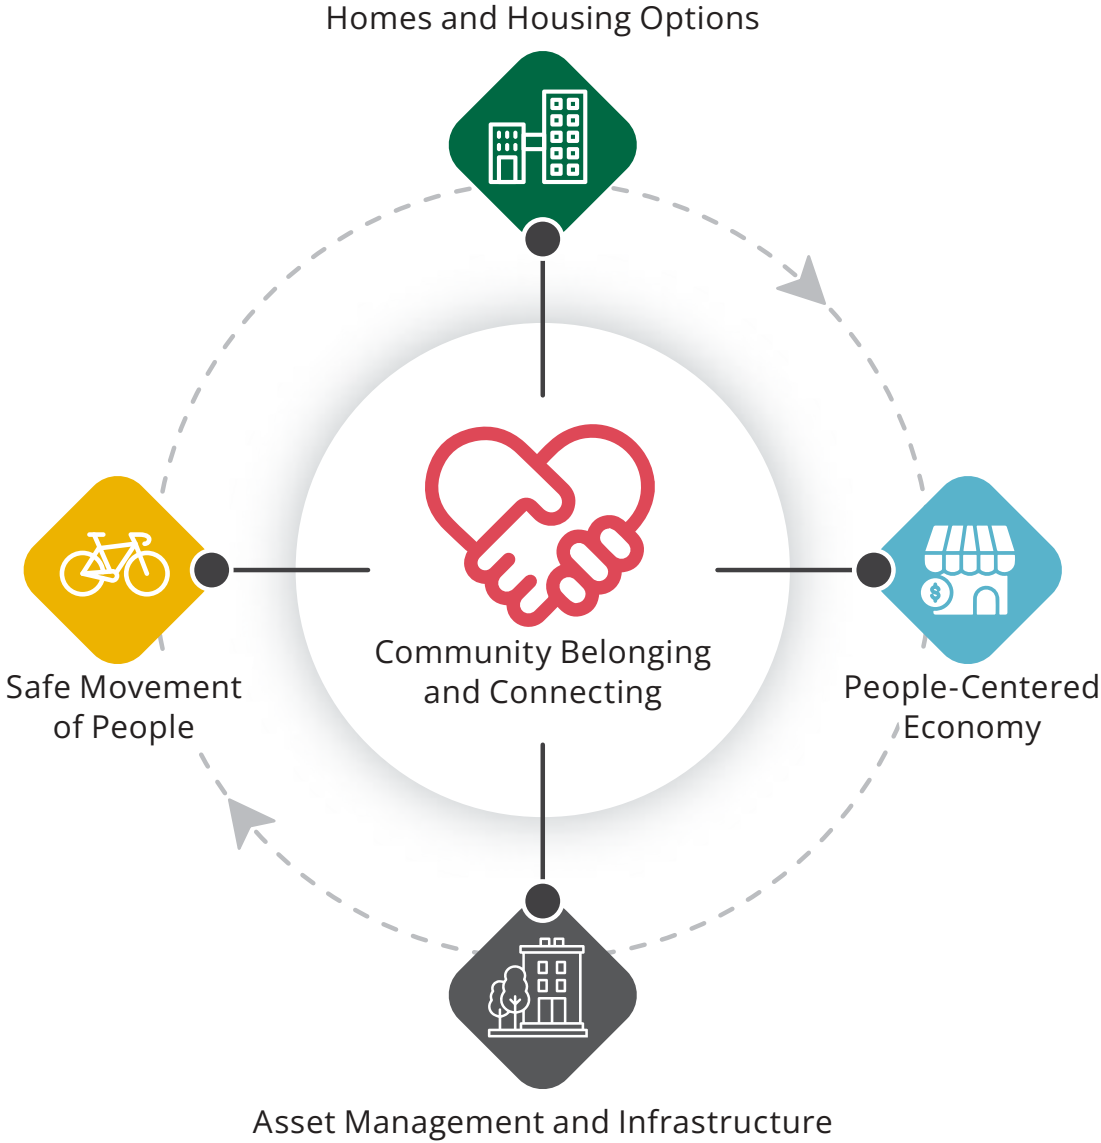 Homes and Housing Options
Community Belonging
and Connecting
Safe Movement
of People
People-Centered
Economy
$
Asset Management and Infrastructure